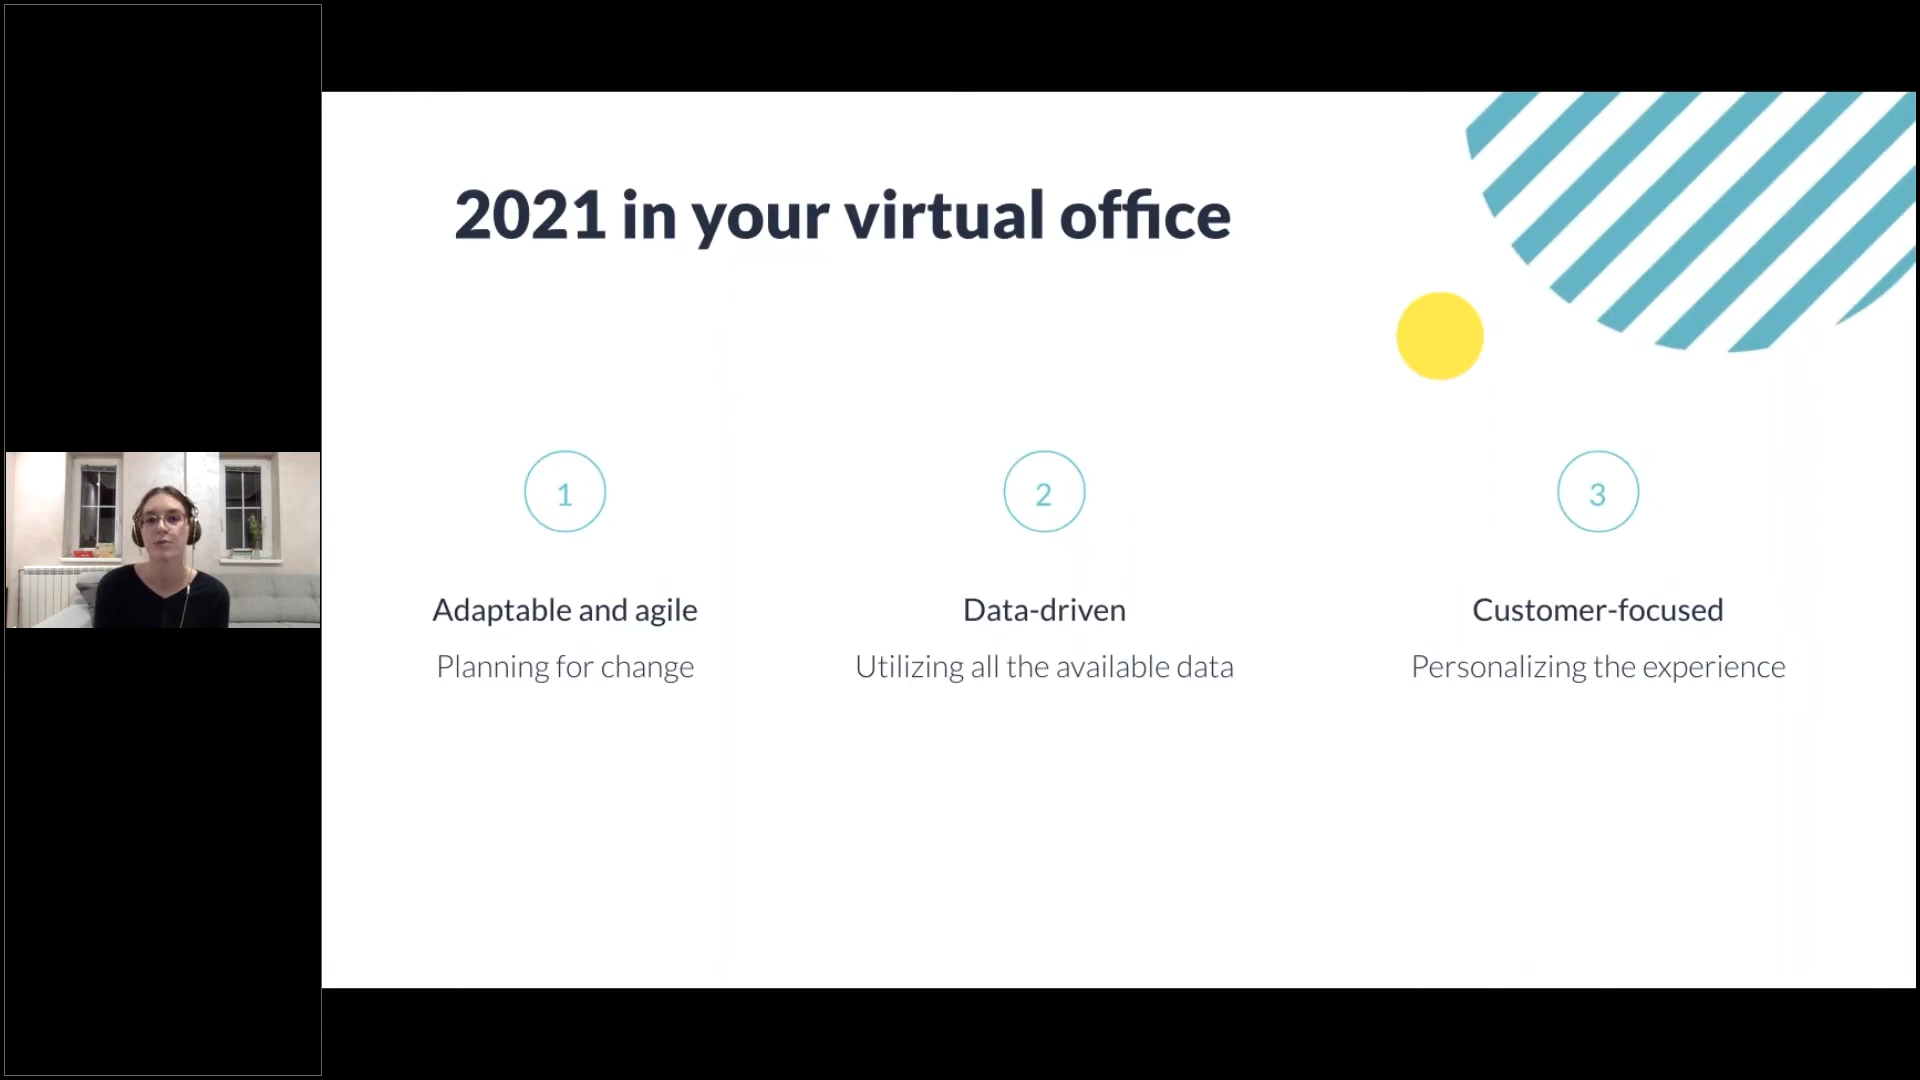 2021 in your virtual office
1
2
3
Adaptable and agile
Data-driven
Customer-focused
Planning for change
Utilizing all the available data
Personalizing the experience